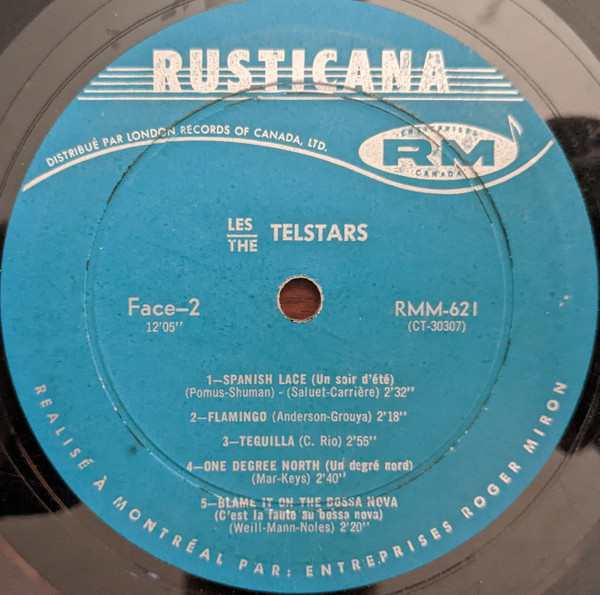 RUSTICANA
DISTRIBUÉ PAR LONDON RECORDS OF CANADA, LTD.
ENTREPRISES
RM
CANADA
LES
THE
TELSTARS
Face-2
12'05"
RMM-621
(CT-30307)
1—SPANISH LACE (Un soir d'été)
(Pomus-Shuman) - (Saluet-Carrière) 2'32"
2—FLAMINGO (Anderson-Grouya) 2'18"
3—TEQUILLA (C. Rio) 2'55"
4—ONE DEGREE NORTH (Un degré nord)
(Mar-Keys) 2'40"
5—BLAME IT ON THE BOSSA NOVA
(C'est la faute au bossa nova)
(Weill-Mann-Noles) 2'20"
REALISÉ À MONTRÉAL PAR: ENTREPRISES ROGER MIRON